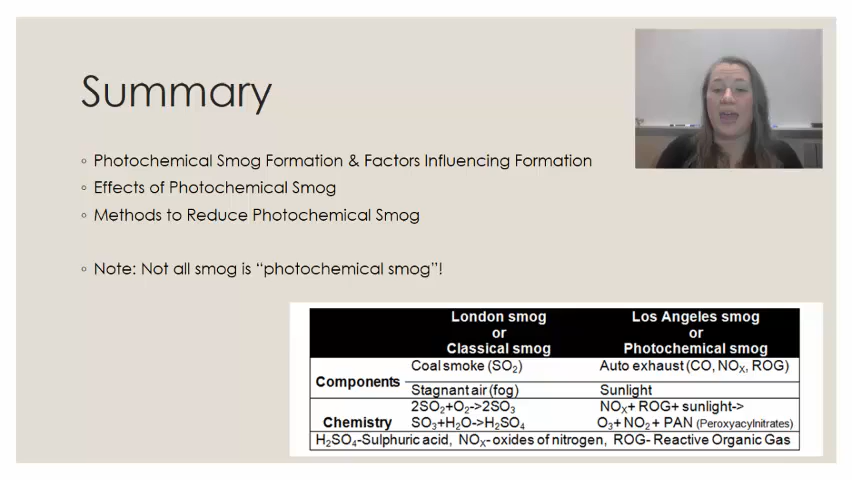 Summary
◦ Photochemical Smog Formation & Factors Influencing Formation
◦ Effects of Photochemical Smog
◦ Methods to Reduce Photochemical Smog
◦ Note: Not all smog is “photochemical smog”!
London smog or Classical smog
Los Angeles smog or Photochemical smog
Components
Coal smoke (SO₂)
Auto exhaust (CO, NOₓ, ROG)
Stagnant air (fog)
Sunlight
Chemistry
2SO₂+O₂->2SO₃
SO₃+H₂O->H₂SO₄
NOₓ+ ROG+ sunlight->
O₃+ NO₂ + PAN (Peroxyacylnitrates)
H₂SO₄-Sulphuric acid, NOₓ- oxides of nitrogen, ROG- Reactive Organic Gas